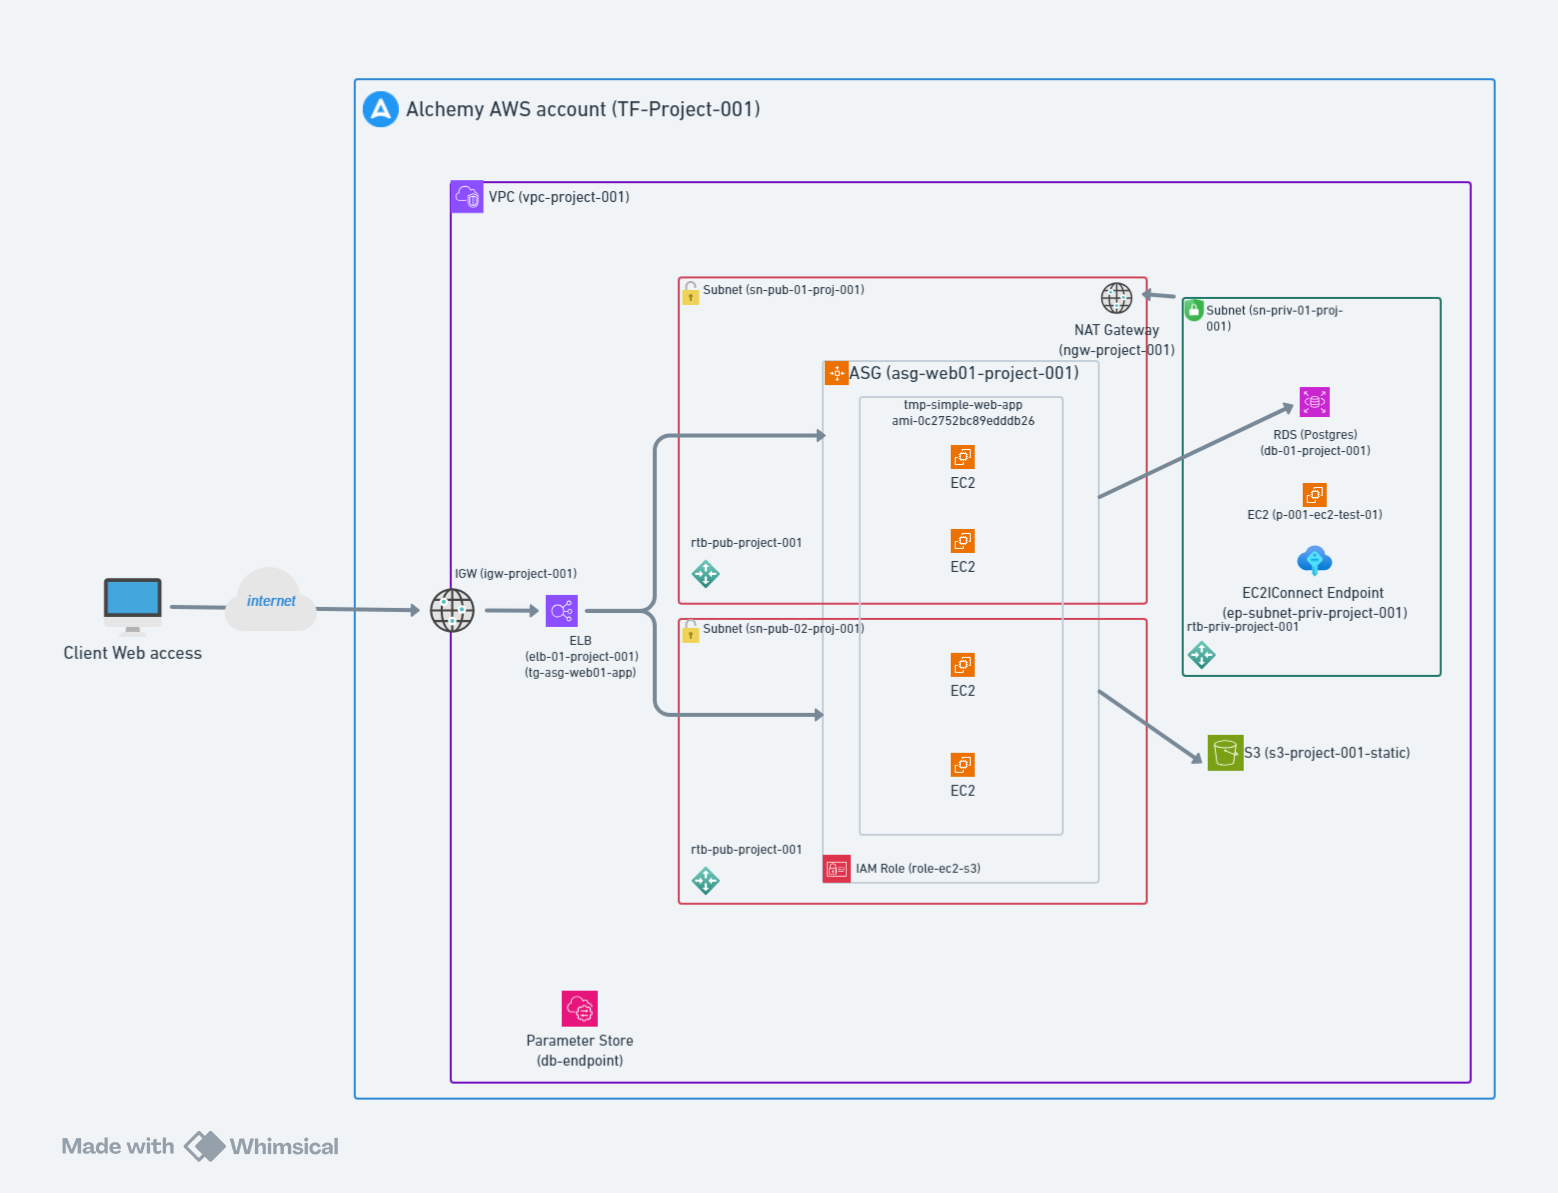 Alchemy AWS account (TF-Project-001)
VPC (vpc-project-001)
Subnet (sn-pub-01-proj-001)
NAT Gateway
(ngw-project-001)
Subnet (sn-priv-01-proj-
001)
ASG (asg-web01-project-001)
tmp-simple-web-app
ami-0c2752bc89edddb26
EC2
EC2
RDS (Postgres)
(db-01-project-001)
EC2 (p-001-ec2-test-01)
EC2IConnect Endpoint
(ep-subnet-priv-project-001)
rtb-priv-project-001
rtb-pub-project-001
IGW (igw-project-001)
internet
Client Web access
ELB
(elb-01-project-001)
(tg-asg-web01-app)
Subnet (sn-pub-02-proj-001)
EC2
EC2
S3 (s3-project-001-static)
rtb-pub-project-001
IAM Role (role-ec2-s3)
Parameter Store
(db-endpoint)
Made with Whimsical